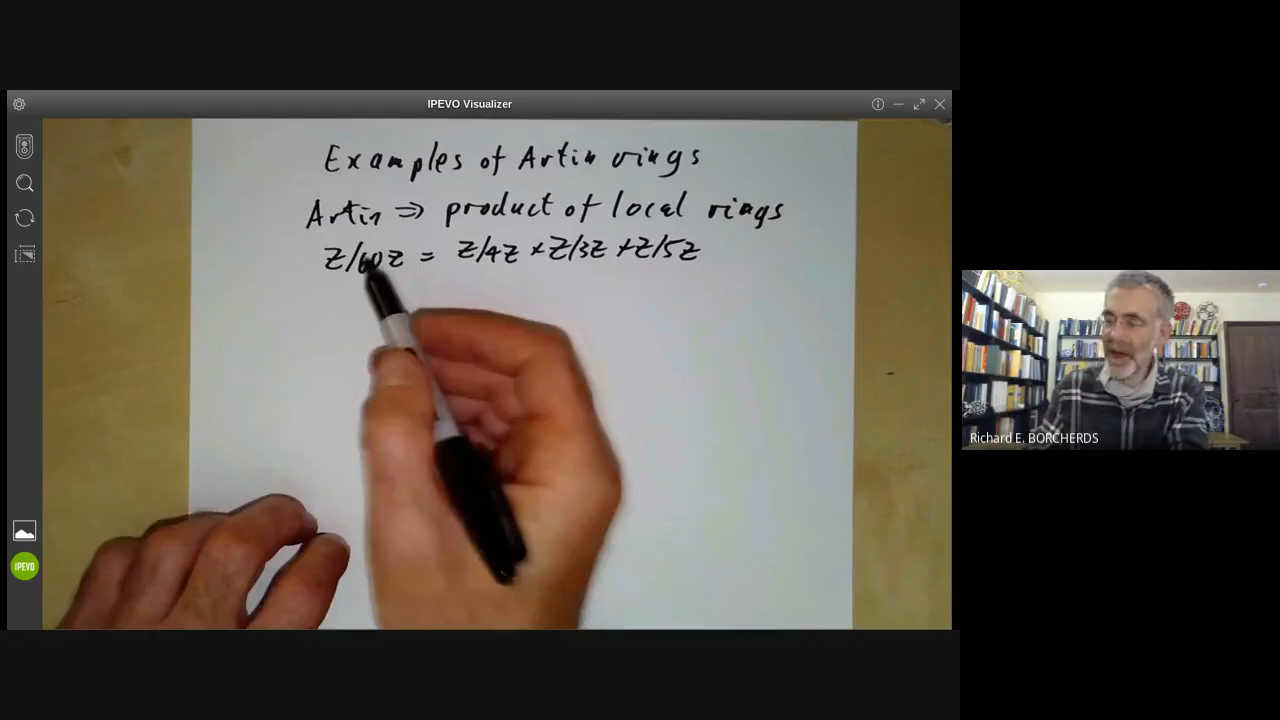 IPEVO Visualizer
Examples of Artin rings
Artin ⇒ product of local rings
Z/60Z = Z/4Z × Z/3Z × Z/5Z
Richard E. BORCHERDS
IPEVO